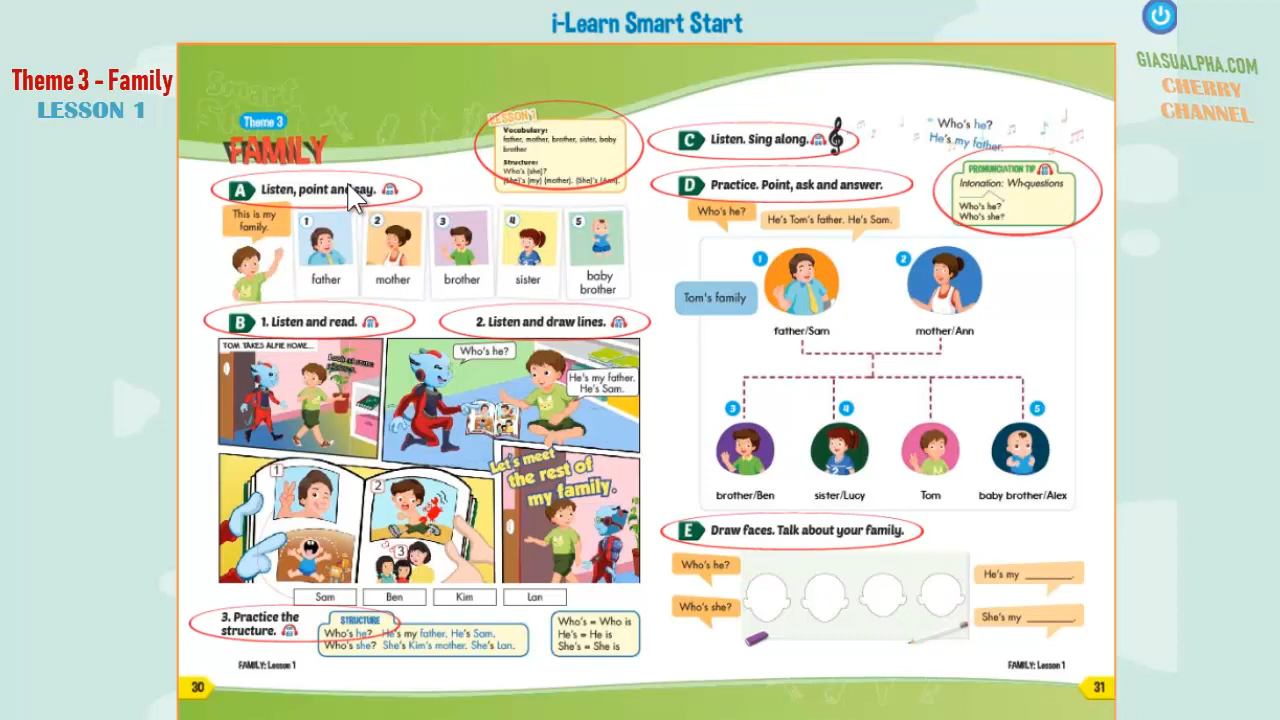 i-Learn Smart Start
Theme 3 - Family
LESSON 1
GIASUALPHA.COM
CHERRY
CHANNEL
Theme 3
FAMILY
LESSON 1
Vocabulary:
father, mother, brother, sister, baby
brother
Structure:
Who's (she)?
(She)'s (my) (mother). (She)'s (Ann).
A Listen, point and say.
This is my
family.
1
father
2
mother
3
brother
4
sister
5
baby
brother
B 1. Listen and read.
2. Listen and draw lines.
TOM TAKES ALFIE HOME...
Who's he?
He's my father.
He's Sam.
1
2
3
Let's meet
the rest of
my family.
Sam
Ben
Kim
Lan
3. Practice the
structure.
STRUCTURE
Who's he? He's my father. He's Sam.
Who's she? She's Kim's mother. She's Lan.
Who's = Who is
He's = He is
She's = She is
FAMILY: Lesson 1
30
C Listen. Sing along.
Who's he?
He's my father.
PRONUNCIATION TIP
Intonation: Wh-questions
Who's he?
Who's she?
D Practice. Point, ask and answer.
Who's he?
He's Tom's father. He's Sam.
Tom's family
1
father/Sam
2
mother/Ann
3
brother/Ben
4
sister/Lucy
Tom
5
baby brother/Alex
E Draw faces. Talk about your family.
Who's he?
Who's she?
He's my ________.
She's my ________.
FAMILY: Lesson 1
31